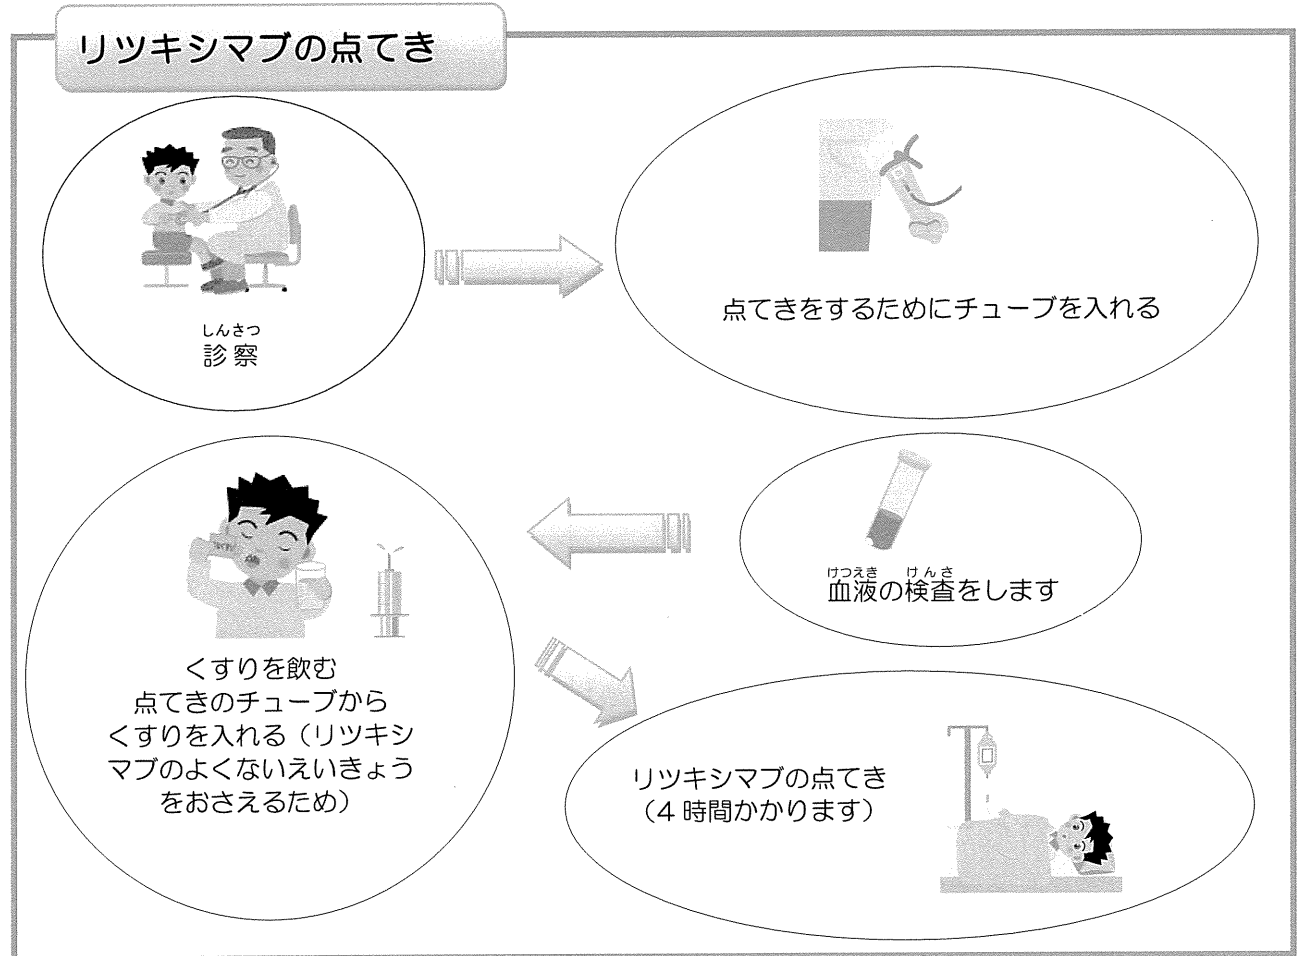 リツキシマブの点てき
しんさつ
診察
点てきをするためにチューブを入れる
けつえき けんさ
血液の検査をします
くすりを飲む
点てきのチューブから
くすりを入れる（リツキシ
マブのよくないえいきょう
をおさえるため）
リツキシマブの点てき
（4 時間かかります）